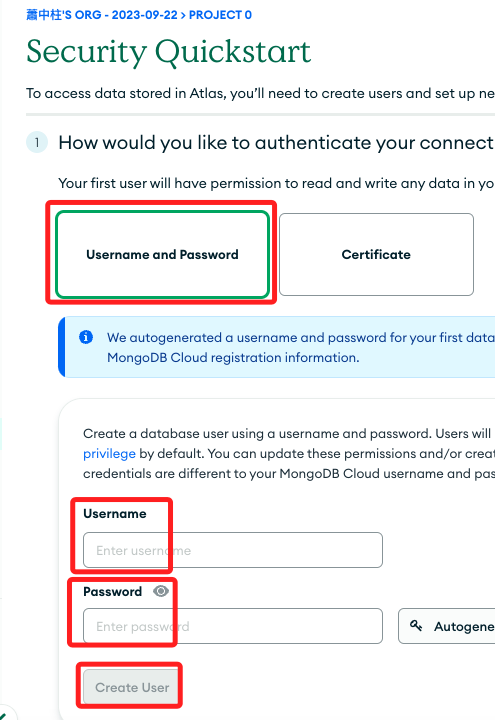 蕭中柱'S ORG - 2023-09-22 > PROJECT 0
Security Quickstart
To access data stored in Atlas, you'll need to create users and set up ne
1 How would you like to authenticate your connect
Your first user will have permission to read and write any data in yo
Username and Password
Certificate
We autogenerated a username and password for your first data
MongoDB Cloud registration information.
Create a database user using a username and password. Users will
privilege by default. You can update these permissions and/or creat
credentials are different to your MongoDB Cloud username and pas
Username
Enter username
Password
Enter password
Autogene
Create User